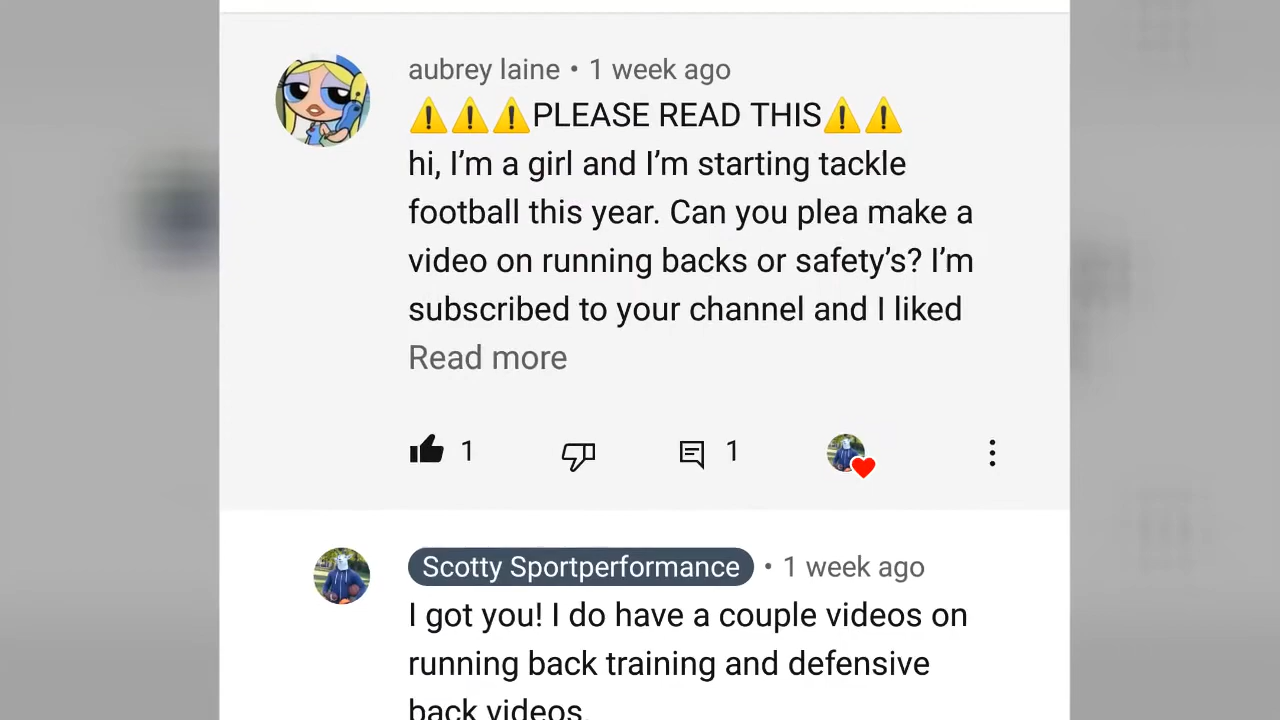 aubrey laine • 1 week ago
⚠️⚠️⚠️PLEASE READ THIS⚠️⚠️
hi, I’m a girl and I’m starting tackle
football this year. Can you plea make a
video on running backs or safety’s? I’m
subscribed to your channel and I liked
Read more
1 1
Scotty Sportperformance • 1 week ago
I got you! I do have a couple videos on
running back training and defensive
back videos.